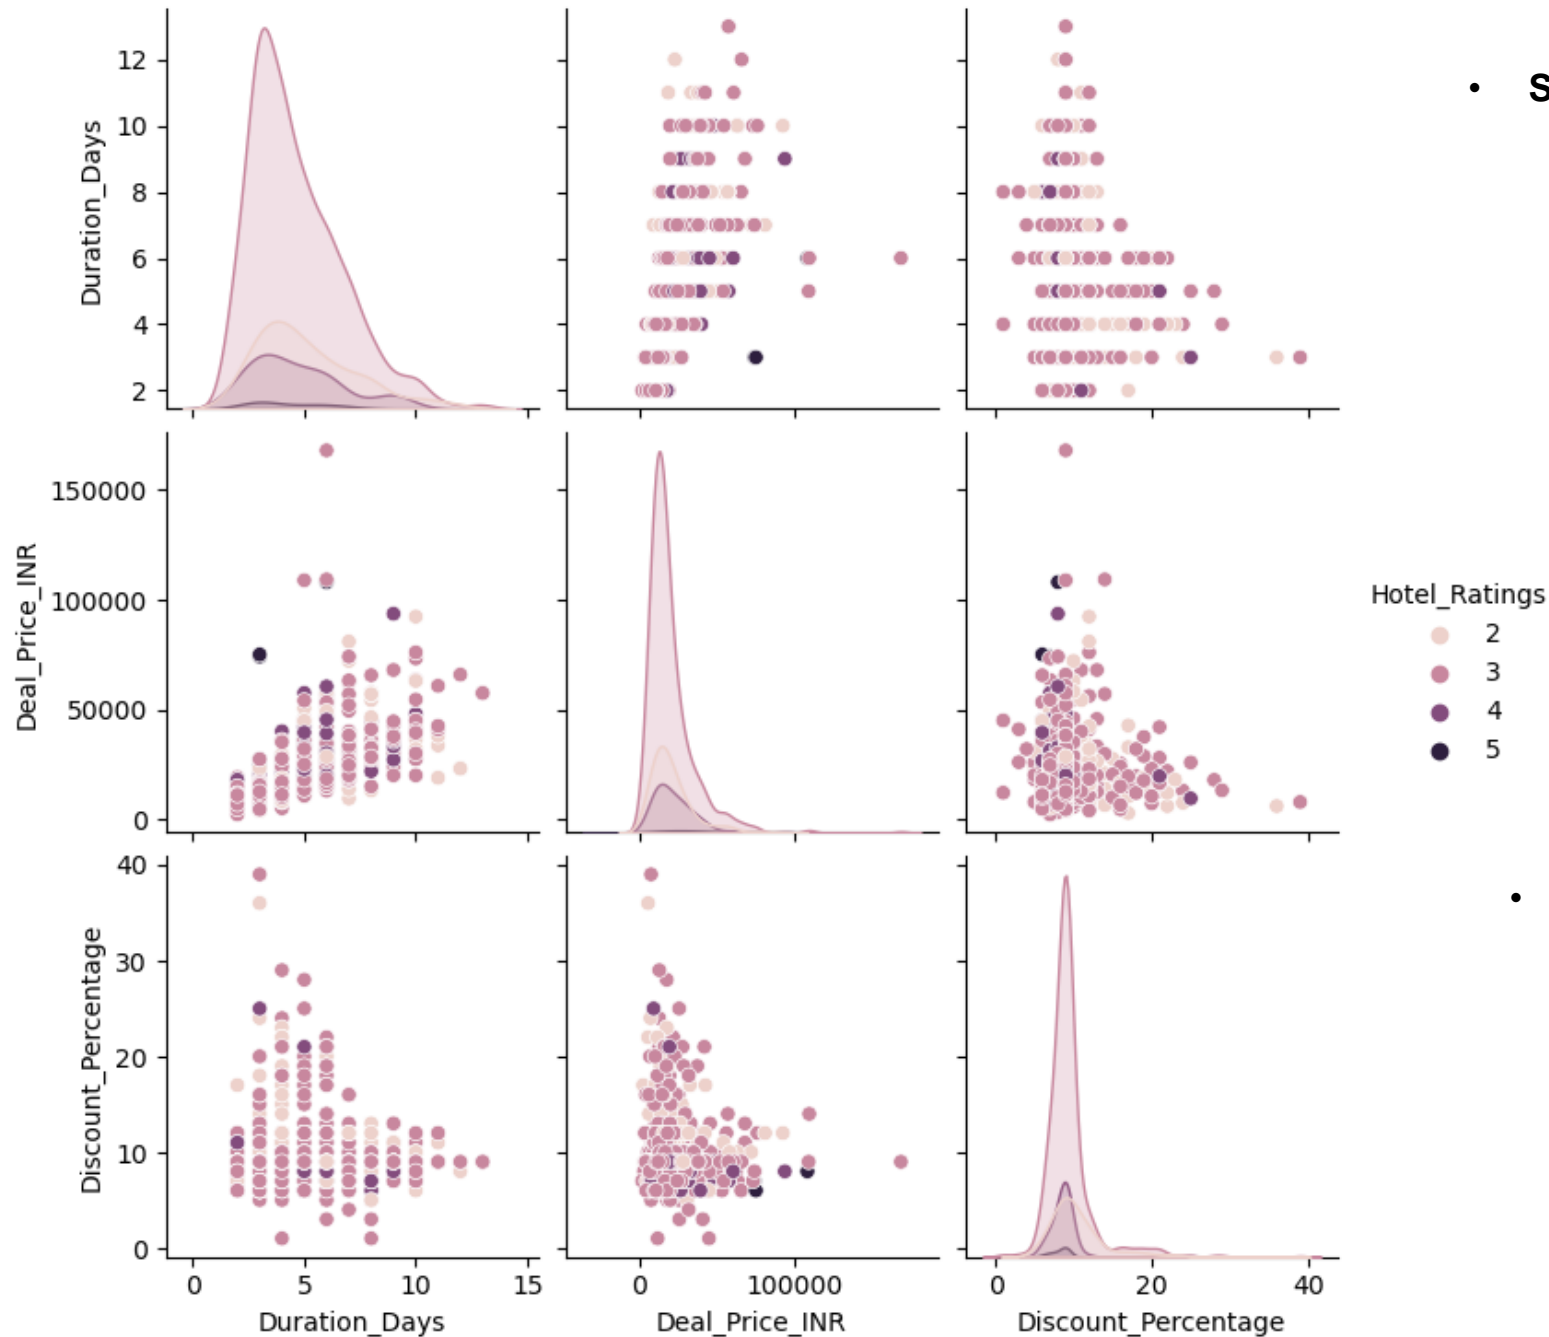 12
10
8
6
4
2
Duration_Days
• S
150000
100000
50000
0
Deal_Price_INR
Hotel_Ratings
2
3
4
5
40
30
20
10
0
Discount_Percentage
•
0 5 10 15
0 100000
0 20 40
Duration_Days
Deal_Price_INR
Discount_Percentage